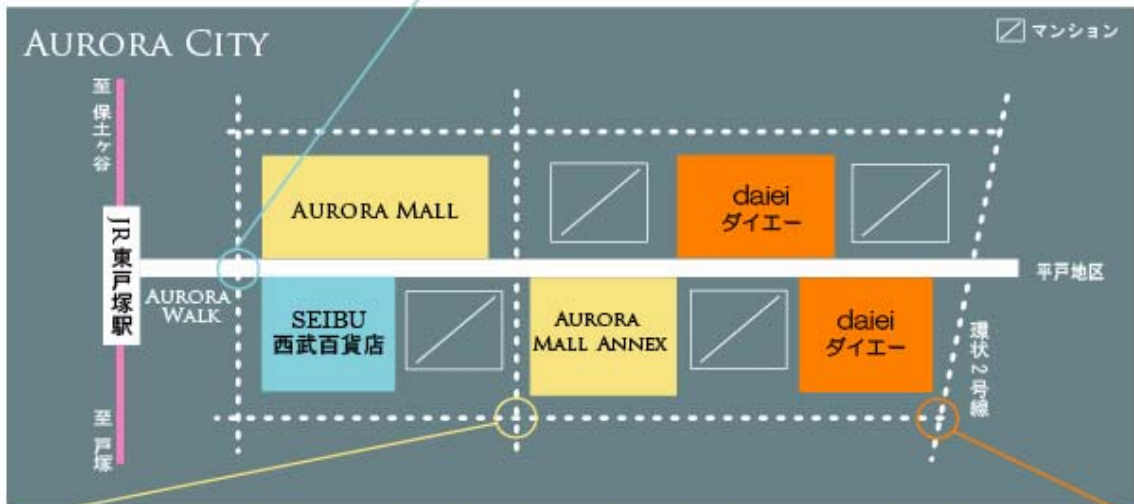 AURORA CITY
マンション
至 保土ヶ谷
JR東戸塚駅
至 戸塚
AURORA
WALK
AURORA MALL
daiei
ダイエー
平戸地区
SEIBU
西武百貨店
AURORA
MALL ANNEX
daiei
ダイエー
環状2号線